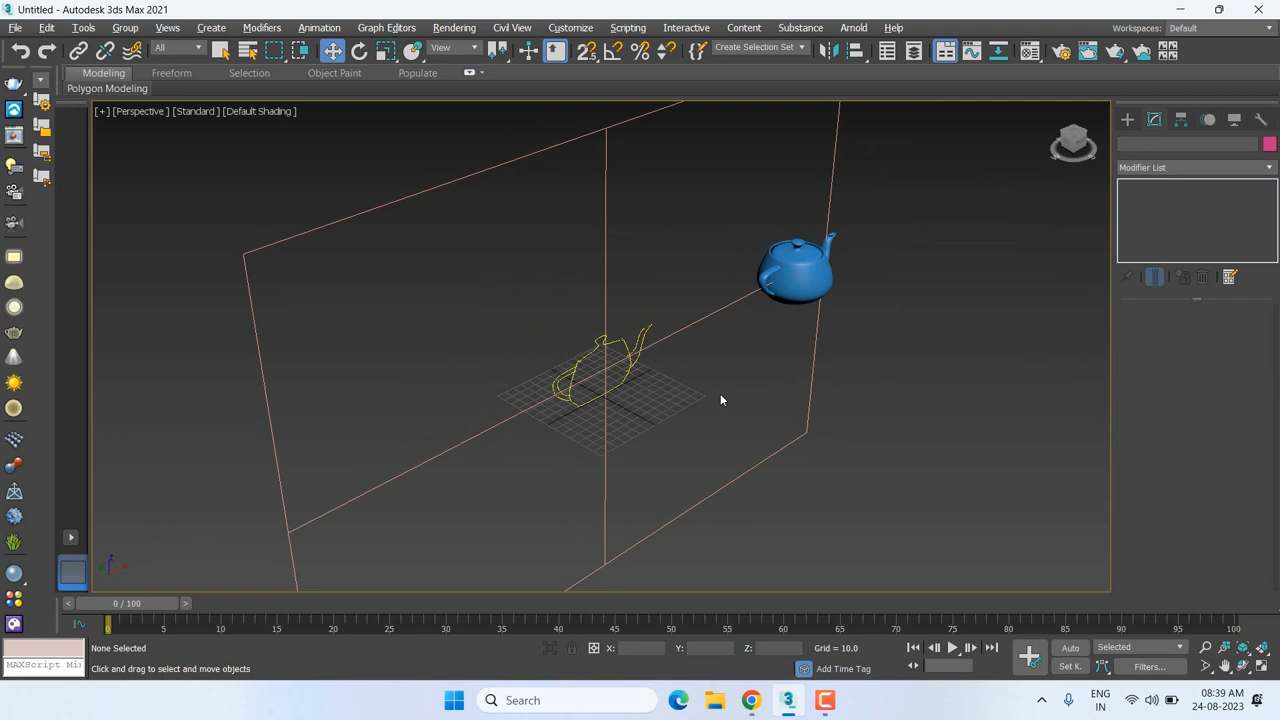 Untitled - Autodesk 3ds Max 2021
File Edit Tools Group Views Create Modifiers Animation Graph Editors Rendering Civil View Customize Scripting Interactive Content Substance Arnold Help Workspaces: Default
All View Create Selection Set
Modeling Freeform Selection Object Paint Populate
Polygon Modeling
[+] [Perspective ] [Standard ] [Default Shading ]
Modifier List
< 0 / 100 >
0 5 10 15 20 25 30 35 40 45 50 55 60 65 70 75 80 85 90 95 100
None Selected X: Y: Z: Grid = 10.0 Auto Selected
MAXScript Mi Click and drag to select and move objects Add Time Tag Set K. Filters...
Search
ENG
IN
08:39 AM
24-08-2023